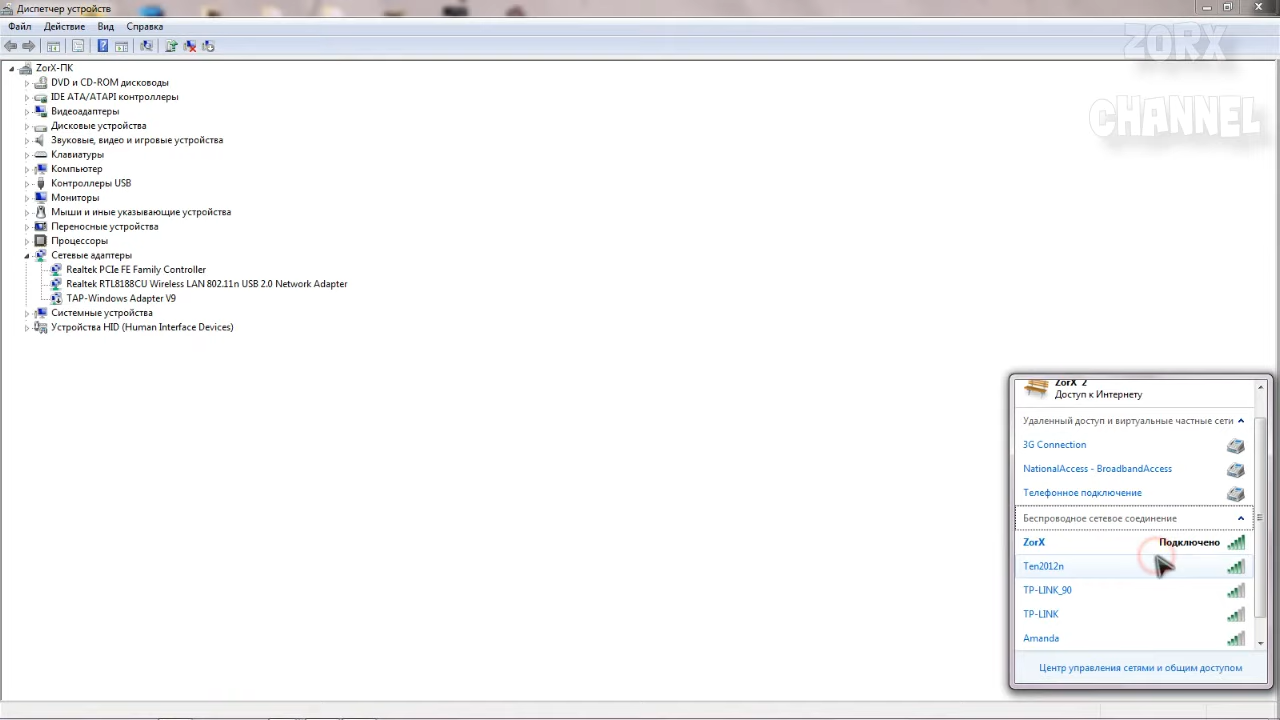 Диспетчер устройств
Файл Действие Вид Справка
ZORX
CHANNEL
ZorX-ПК
DVD и CD-ROM дисководы
IDE ATA/ATAPI контроллеры
Видеоадаптеры
Дисковые устройства
Звуковые, видео и игровые устройства
Клавиатуры
Компьютер
Контроллеры USB
Мониторы
Мыши и иные указывающие устройства
Переносные устройства
Процессоры
Сетевые адаптеры
Realtek PCIe FE Family Controller
Realtek RTL8188CU Wireless LAN 802.11n USB 2.0 Network Adapter
TAP-Windows Adapter V9
Системные устройства
Устройства HID (Human Interface Devices)
ZorX 2
Доступ к Интернету
Удаленный доступ и виртуальные частные сети
3G Connection
NationalAccess - BroadbandAccess
Телефонное подключение
Беспроводное сетевое соединение
ZorX Подключено
Ten2012n
TP-LINK_90
TP-LINK
Amanda
Центр управления сетями и общим доступом